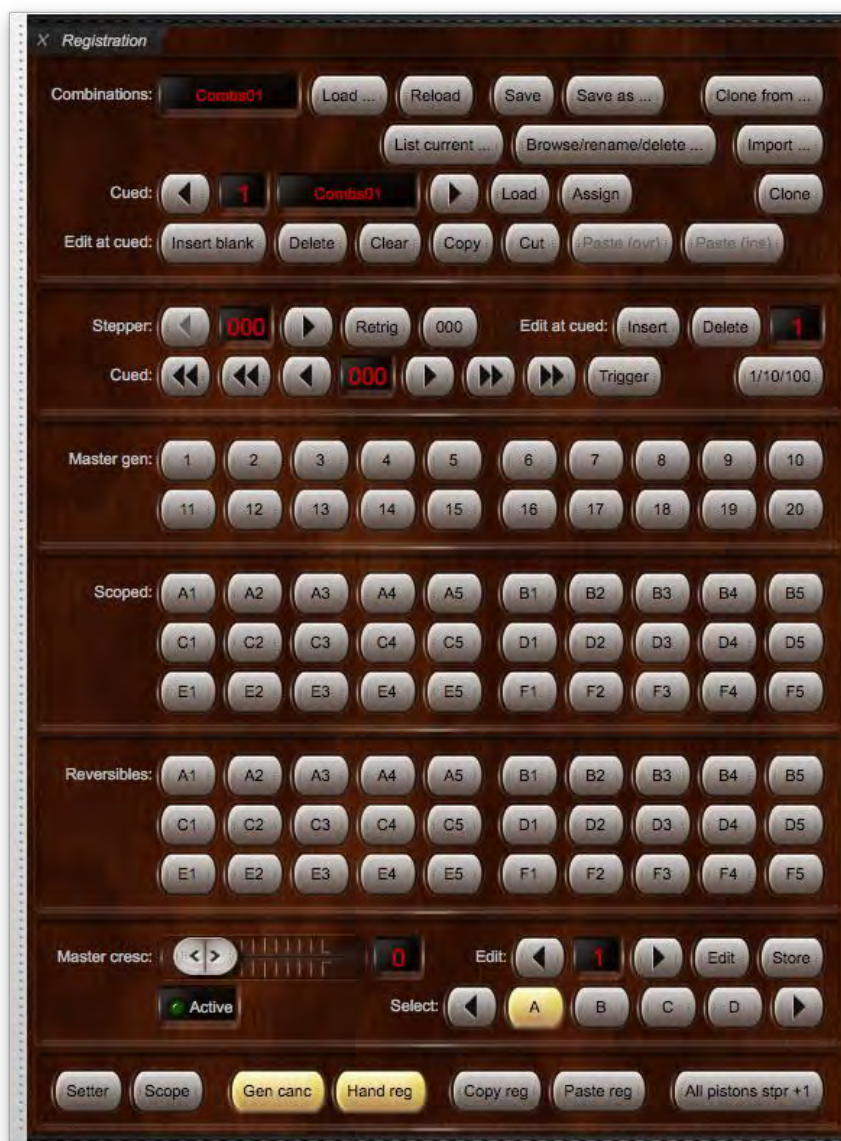 X Registration
Combinations: Combs01 Load ... Reload Save Save as ... Clone from ...
List current ... Browse/rename/delete ... Import ...
Cued: 1 Combs01 Load Assign Clone
Edit at cued: Insert blank Delete Clear Copy Cut Paste (ovr) Paste (ins)
Stepper: 000 Retrig 000 Edit at cued: Insert Delete 1
Cued: 000 Trigger 1/10/100
Master gen: 1 2 3 4 5 6 7 8 9 10
11 12 13 14 15 16 17 18 19 20
Scoped: A1 A2 A3 A4 A5 B1 B2 B3 B4 B5
C1 C2 C3 C4 C5 D1 D2 D3 D4 D5
E1 E2 E3 E4 E5 F1 F2 F3 F4 F5
Reversibles: A1 A2 A3 A4 A5 B1 B2 B3 B4 B5
C1 C2 C3 C4 C5 D1 D2 D3 D4 D5
E1 E2 E3 E4 E5 F1 F2 F3 F4 F5
Master cresc: < > 0 Edit: 1 Edit Store
Active Select: A B C D
Setter Scope Gen canc Hand reg Copy reg Paste reg All pistons stpr +1